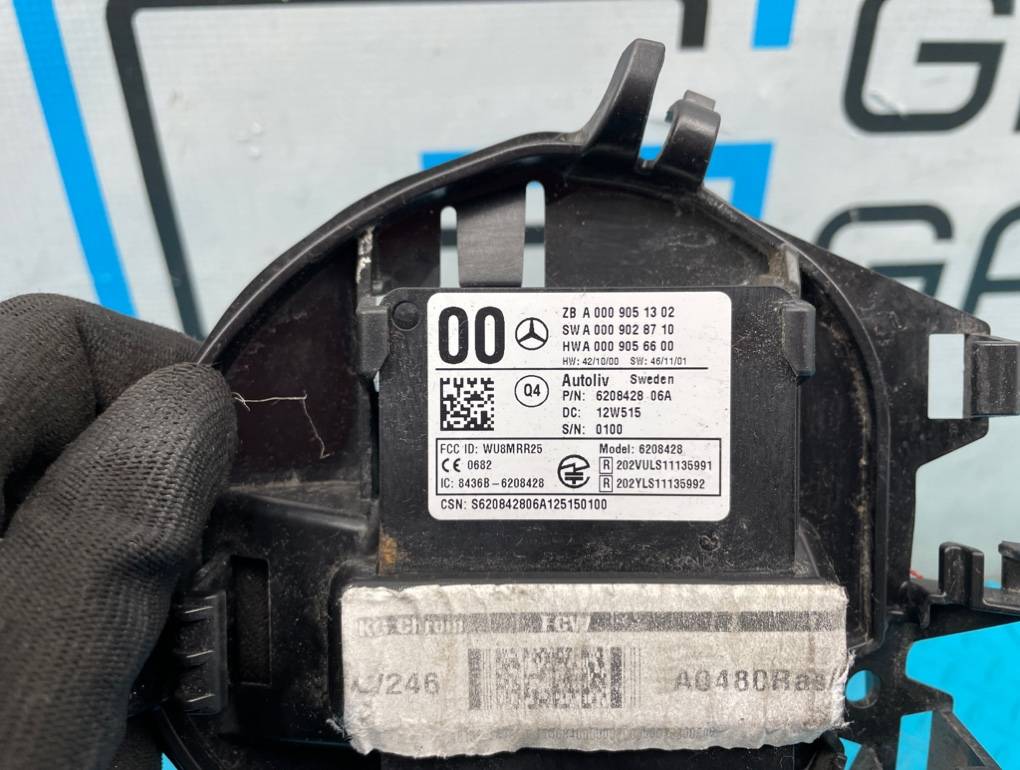 G
GA
00
ZB A 000 905 13 02
SW A 000 902 87 10
HW A 000 905 66 00
HW: 42/10/00 SW: 46/11/01
Q4
Autoliv Sweden
P/N: 6208428 06A
DC: 12W515
S/N: 0100
FCC ID: WU8MRR25 Model: 6208428
CE 0682 R 202VULS11135991
IC: 8436B-6208428 R 202YLS11135992
CSN: S620842806A125150100
/246